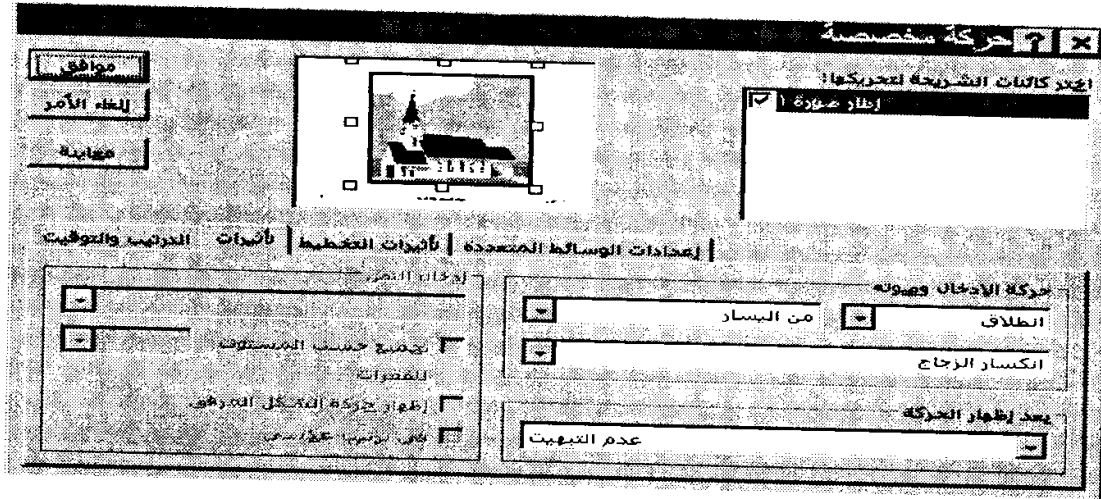 حركة مخصصة
اختر كائنات الشريحة لتحريكها:
إطار صورة ١
موافق
إلغاء الأمر
معاينة
الترتيب والتوقيت
تأثيرات
تأثيرات التخطيط
إعدادات الوسائط المتعددة
حركة الإدخال وصوته
انطلاق
من اليسار
انكسار الزجاج
بعد إظهار الحركة
عدم التبهيت
إدخال النص
تجميع حسب المستوى
الفقرات
إظهار حركة الشكل المرفق
في ترتيب عكسي